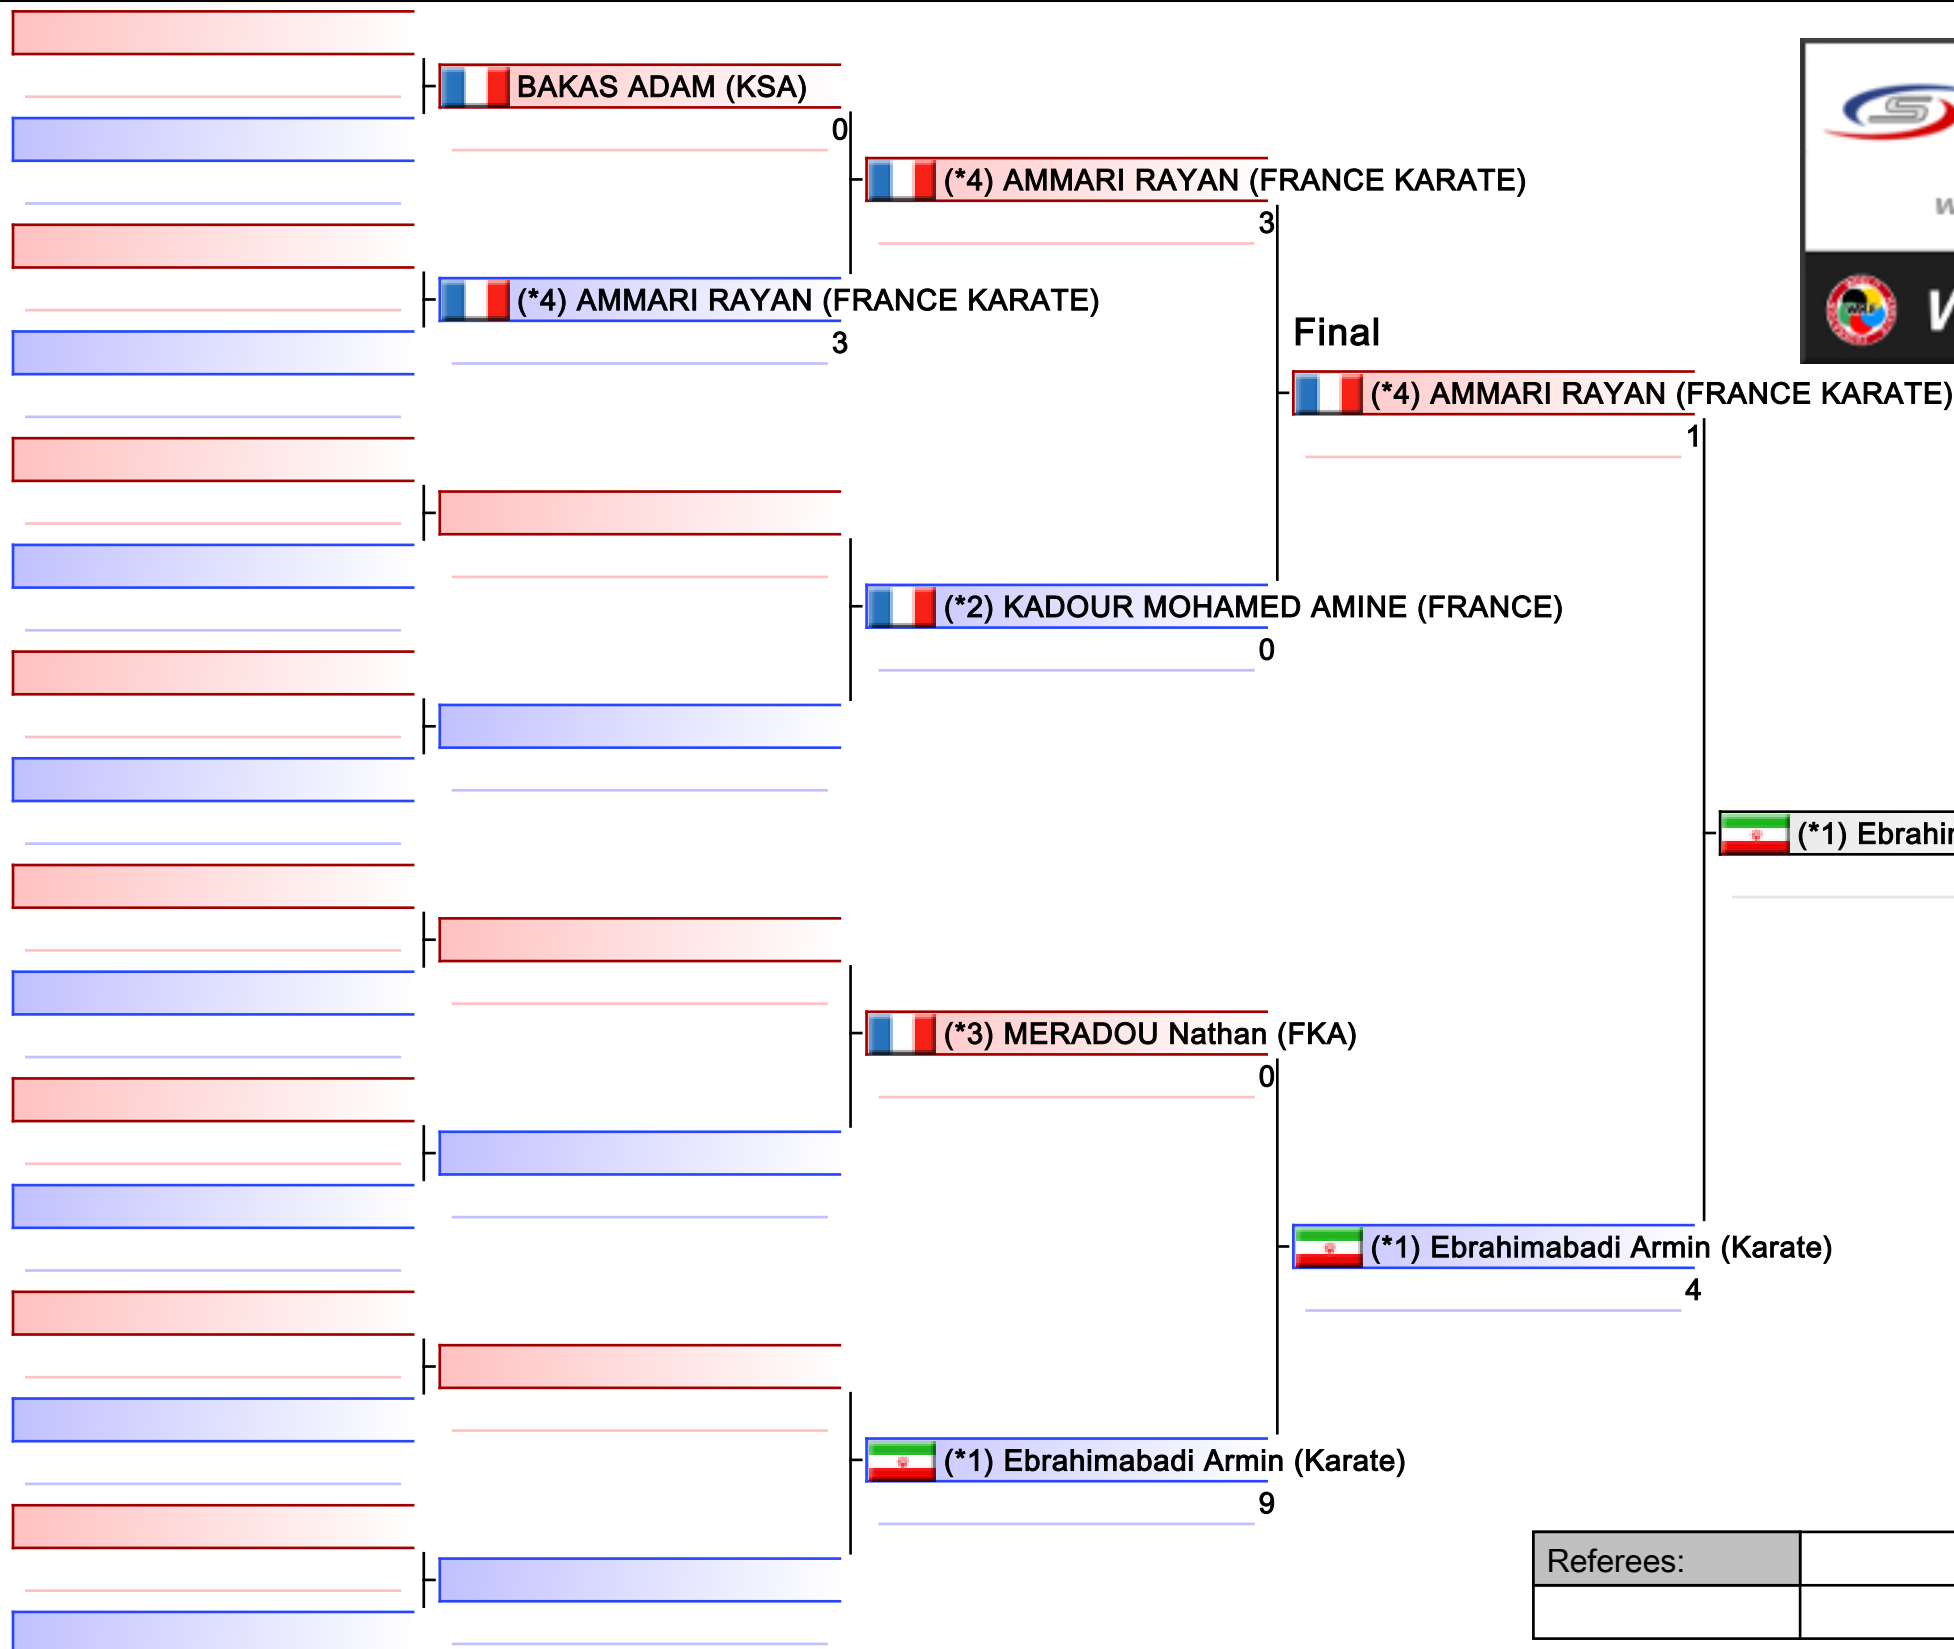 BAKAS ADAM (KSA)
0
(*4) AMMARI RAYAN (FRANCE KARATE)
3
(*4) AMMARI RAYAN (FRANCE KARATE)
3
Final
(*4) AMMARI RAYAN (FRANCE KARATE)
1
(*2) KADOUR MOHAMED AMINE (FRANCE)
0
(*1) Ebrahi
(*3) MERADOU Nathan (FKA)
0
(*1) Ebrahimabadi Armin (Karate)
4
(*1) Ebrahimabadi Armin (Karate)
9
Referees: